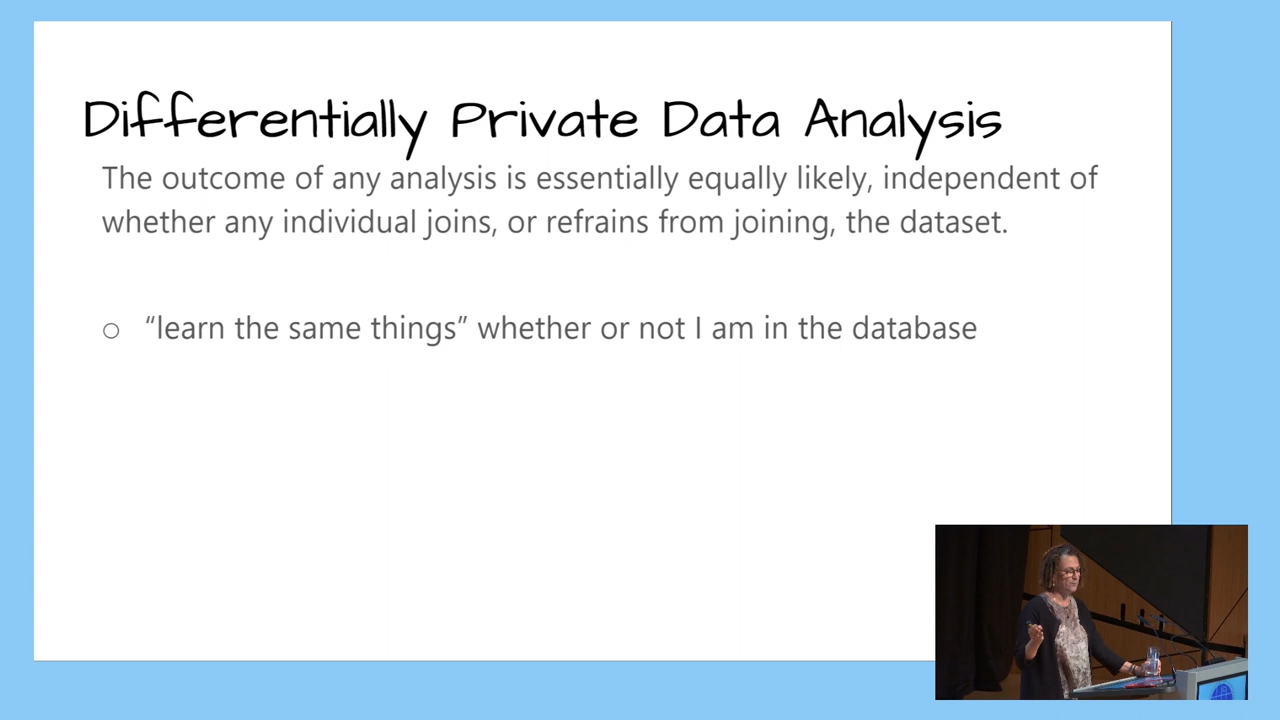 Differentially Private Data Analysis
The outcome of any analysis is essentially equally likely, independent of
whether any individual joins, or refrains from joining, the dataset.
○ “learn the same things” whether or not I am in the database